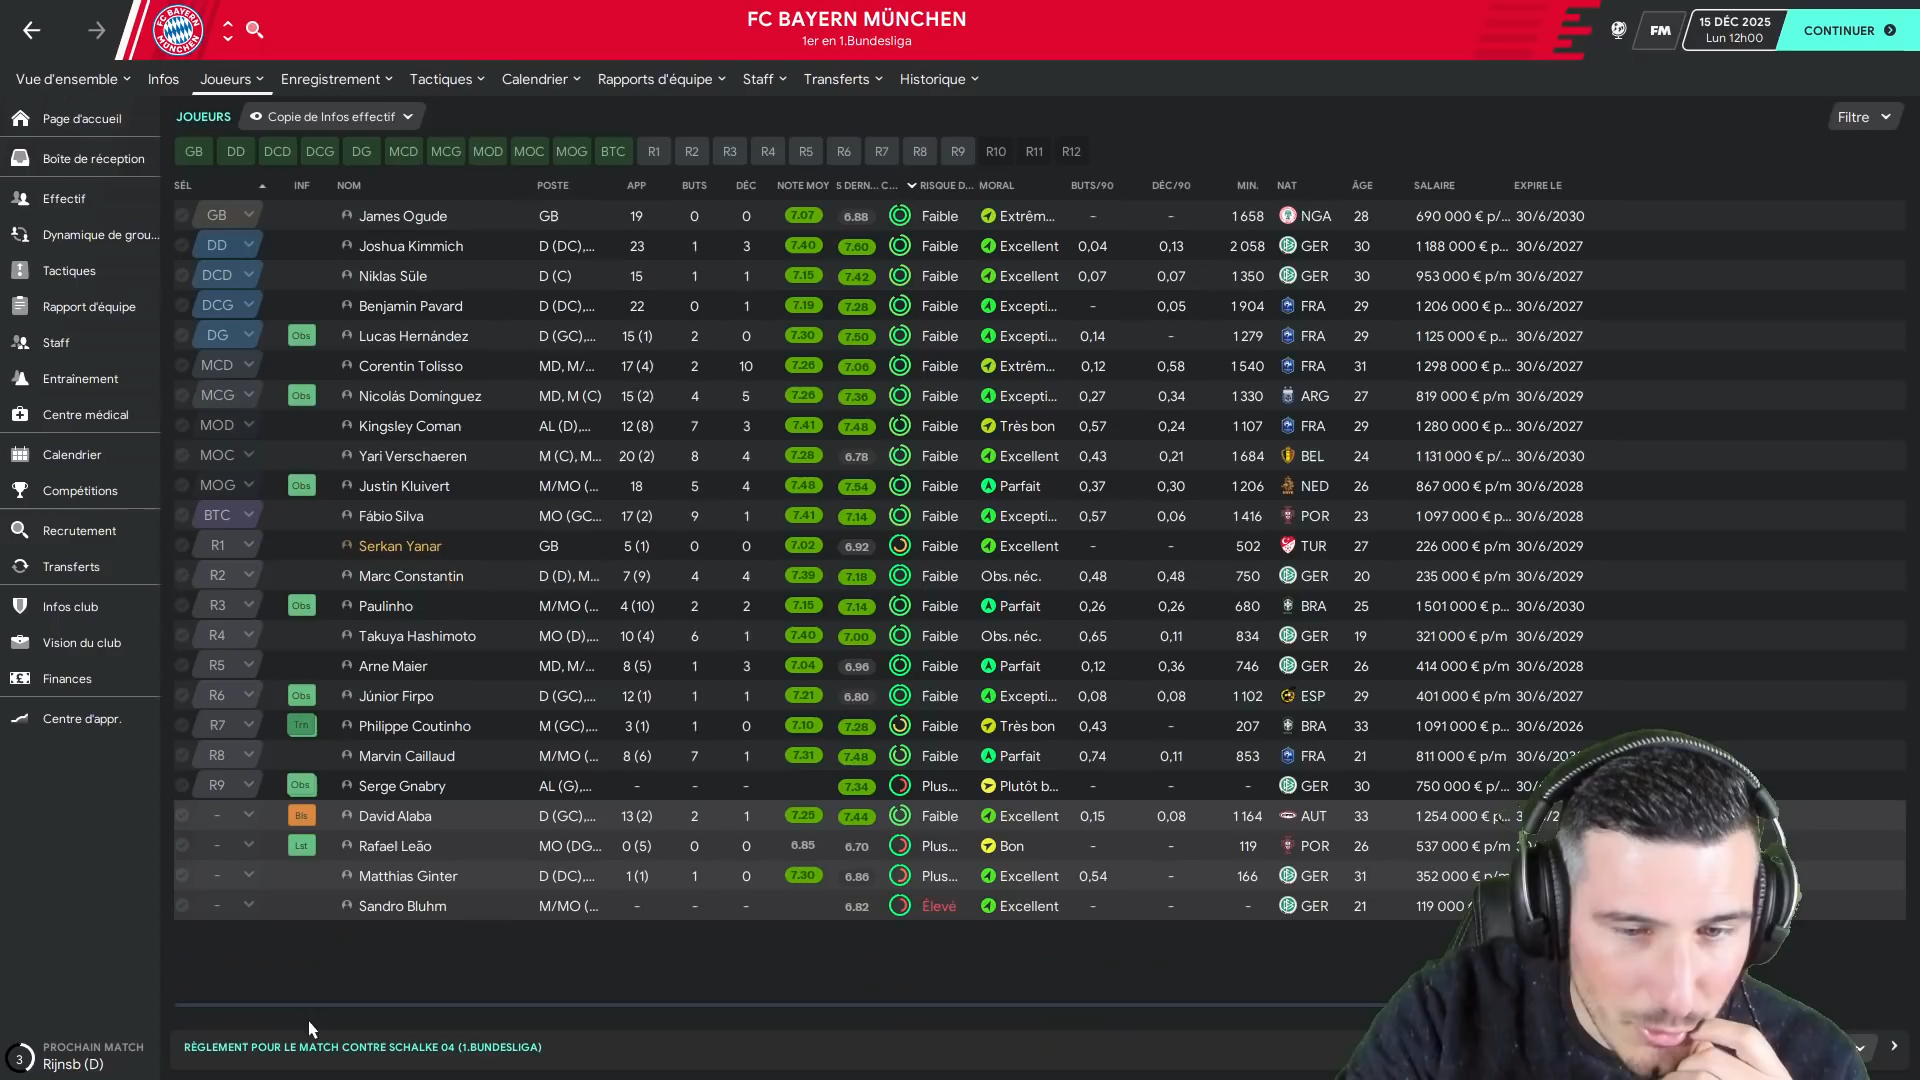 FC BAYERN MÜNCHEN
1er en 1.Bundesliga
FM
15 DÉC 2025
Lun 12h00
CONTINUER
Vue d'ensemble Infos Joueurs Enregistrement Tactiques Calendrier Rapports d'équipe Staff Transferts Historique
Page d'accueil
Boîte de réception
Effectif
Dynamique de grou...
Tactiques
Rapport d'équipe
Staff
Entraînement
Centre médical
Calendrier
Compétitions
Recrutement
Transferts
Infos club
Vision du club
Finances
Centre d'appr.
3 PROCHAIN MATCH
Rijnsb (D)
JOUEURS Copie de Infos effectif Filtre
GB DD DCD DCG DG MCD MCG MOD MOC MOG BTC R1 R2 R3 R4 R5 R6 R7 R8 R9 R10 R11 R12
SÉL INF NOM POSTE APP BUTS DÉC NOTE MOY 5 DERN... C... RISQUE D... MORAL BUTS/90 DÉC/90 MIN. NAT ÂGE SALAIRE EXPIRE LE
GB James Ogude GB 19 0 0 7.07 6.88 Faible Extrêm... - - 1 658 NGA 28 690 000 € p/... 30/6/2030
DD Joshua Kimmich D (DC),... 23 1 3 7.40 7.60 Faible Excellent 0,04 0,13 2 058 GER 30 1 188 000 € p... 30/6/2027
DCD Niklas Süle D (C) 15 1 1 7.15 7.42 Faible Excellent 0,07 0,07 1 350 GER 30 953 000 € p/m 30/6/2027
DCG Benjamin Pavard D (DC),... 22 0 1 7.19 7.28 Faible Excepti... - 0,05 1 904 FRA 29 1 206 000 € p... 30/6/2027
DG Obs Lucas Hernández D (GC),... 15 (1) 2 0 7.30 7.50 Faible Excepti... 0,14 - 1 279 FRA 29 1 125 000 € p... 30/6/2027
MCD Corentin Tolisso MD, M/... 17 (4) 2 10 7.26 7.06 Faible Extrêm... 0,12 0,58 1 540 FRA 31 1 298 000 € p... 30/6/2027
MCG Obs Nicolás Domínguez MD, M (C) 15 (2) 4 5 7.26 7.36 Faible Excepti... 0,27 0,34 1 330 ARG 27 819 000 € p/m 30/6/2029
MOD Kingsley Coman AL (D),... 12 (8) 7 3 7.41 7.48 Faible Très bon 0,57 0,24 1 107 FRA 29 1 280 000 € p... 30/6/2027
MOC Yari Verschaeren M (C), M... 20 (2) 8 4 7.28 6.78 Faible Excellent 0,43 0,21 1 684 BEL 24 1 131 000 € p/... 30/6/2030
MOG Obs Justin Kluivert M/MO (... 18 5 4 7.48 7.54 Faible Parfait 0,37 0,30 1 206 NED 26 867 000 € p/m 30/6/2028
BTC Fábio Silva MO (GC... 17 (2) 9 1 7.41 7.14 Faible Excepti... 0,57 0,06 1 416 POR 23 1 097 000 € p... 30/6/2028
R1 Serkan Yanar GB 5 (1) 0 0 7.02 6.92 Faible Excellent - - 502 TUR 27 226 000 € p/m 30/6/2029
R2 Marc Constantin D (D), M... 7 (9) 4 4 7.39 7.18 Faible Obs. néc. 0,48 0,48 750 GER 20 235 000 € p/m 30/6/2029
R3 Obs Paulinho M/MO (... 4 (10) 2 2 7.15 7.14 Faible Parfait 0,26 0,26 680 BRA 25 1 501 000 € p... 30/6/2030
R4 Takuya Hashimoto MO (D),... 10 (4) 6 1 7.40 7.00 Faible Obs. néc. 0,65 0,11 834 GER 19 321 000 € p/m 30/6/2029
R5 Arne Maier MD, M/... 8 (5) 1 3 7.04 6.96 Faible Parfait 0,12 0,36 746 GER 26 414 000 € p/m 30/6/2028
R6 Obs Júnior Firpo D (GC),... 12 (1) 1 1 7.21 6.80 Faible Excepti... 0,08 0,08 1 102 ESP 29 401 000 € p/m 30/6/2027
R7 Trn Philippe Coutinho M (GC),... 3 (1) 1 0 7.10 7.28 Faible Très bon 0,43 - 207 BRA 33 1 091 000 € p/m 30/6/2026
R8 Marvin Caillaud M/MO (... 8 (6) 7 1 7.31 7.48 Faible Parfait 0,74 0,11 853 FRA 21 811 000 € p/m 30/6/20
R9 Obs Serge Gnabry AL (G),... - - - 7.34 Plus... Plutôt b... - - - GER 30 750 000 € p/m 30/6
- Bls David Alaba D (GC),... 13 (2) 2 1 7.25 7.44 Faible Excellent 0,15 0,08 1 164 AUT 33 1 254 000 € p...
- Lst Rafael Leão MO (DG... 0 (5) 0 0 6.85 6.70 Plus... Bon - - 119 POR 26 537 000 € p/m
- Matthias Ginter D (DC),... 1 (1) 1 0 7.30 6.86 Plus... Excellent 0,54 - 166 GER 31 352 000 €
- Sandro Bluhm M/MO (... - - - 6.82 Élevé Excellent - - - GER 21 119 000
RÈGLEMENT POUR LE MATCH CONTRE SCHALKE 04 (1.BUNDESLIGA)